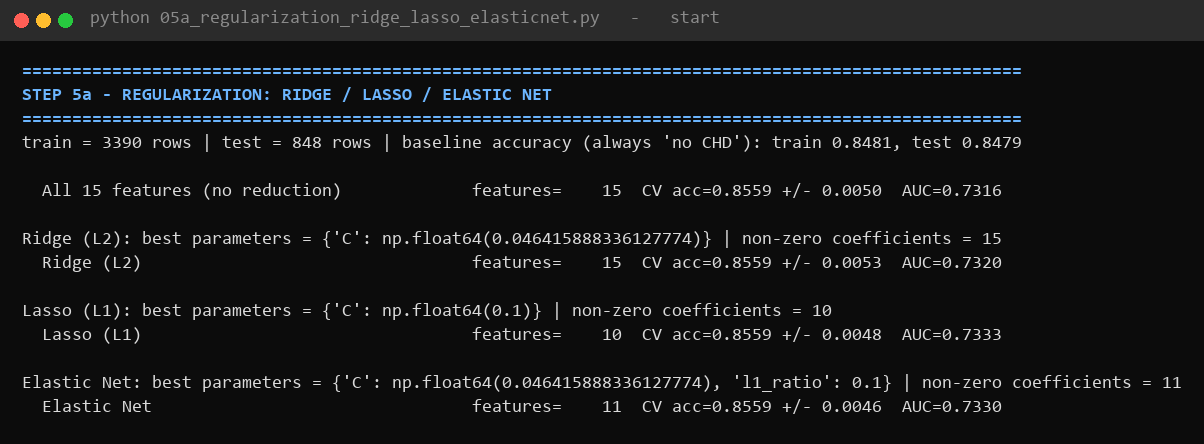 python 05a_regularization_ridge_lasso_elasticnet.py   -   start
====================================================================================================
STEP 5a - REGULARIZATION: RIDGE / LASSO / ELASTIC NET
====================================================================================================
train = 3390 rows | test = 848 rows | baseline accuracy (always 'no CHD'): train 0.8481, test 0.8479
  All 15 features (no reduction)             features=    15  CV acc=0.8559 +/- 0.0050  AUC=0.7316
Ridge (L2): best parameters = {'C': np.float64(0.046415888336127774)} | non-zero coefficients = 15
  Ridge (L2)                                 features=    15  CV acc=0.8559 +/- 0.0053  AUC=0.7320
Lasso (L1): best parameters = {'C': np.float64(0.1)} | non-zero coefficients = 10
  Lasso (L1)                                 features=    10  CV acc=0.8559 +/- 0.0048  AUC=0.7333
Elastic Net: best parameters = {'C': np.float64(0.046415888336127774), 'l1_ratio': 0.1} | non-zero coefficients = 11
  Elastic Net                                features=    11  CV acc=0.8559 +/- 0.0046  AUC=0.7330